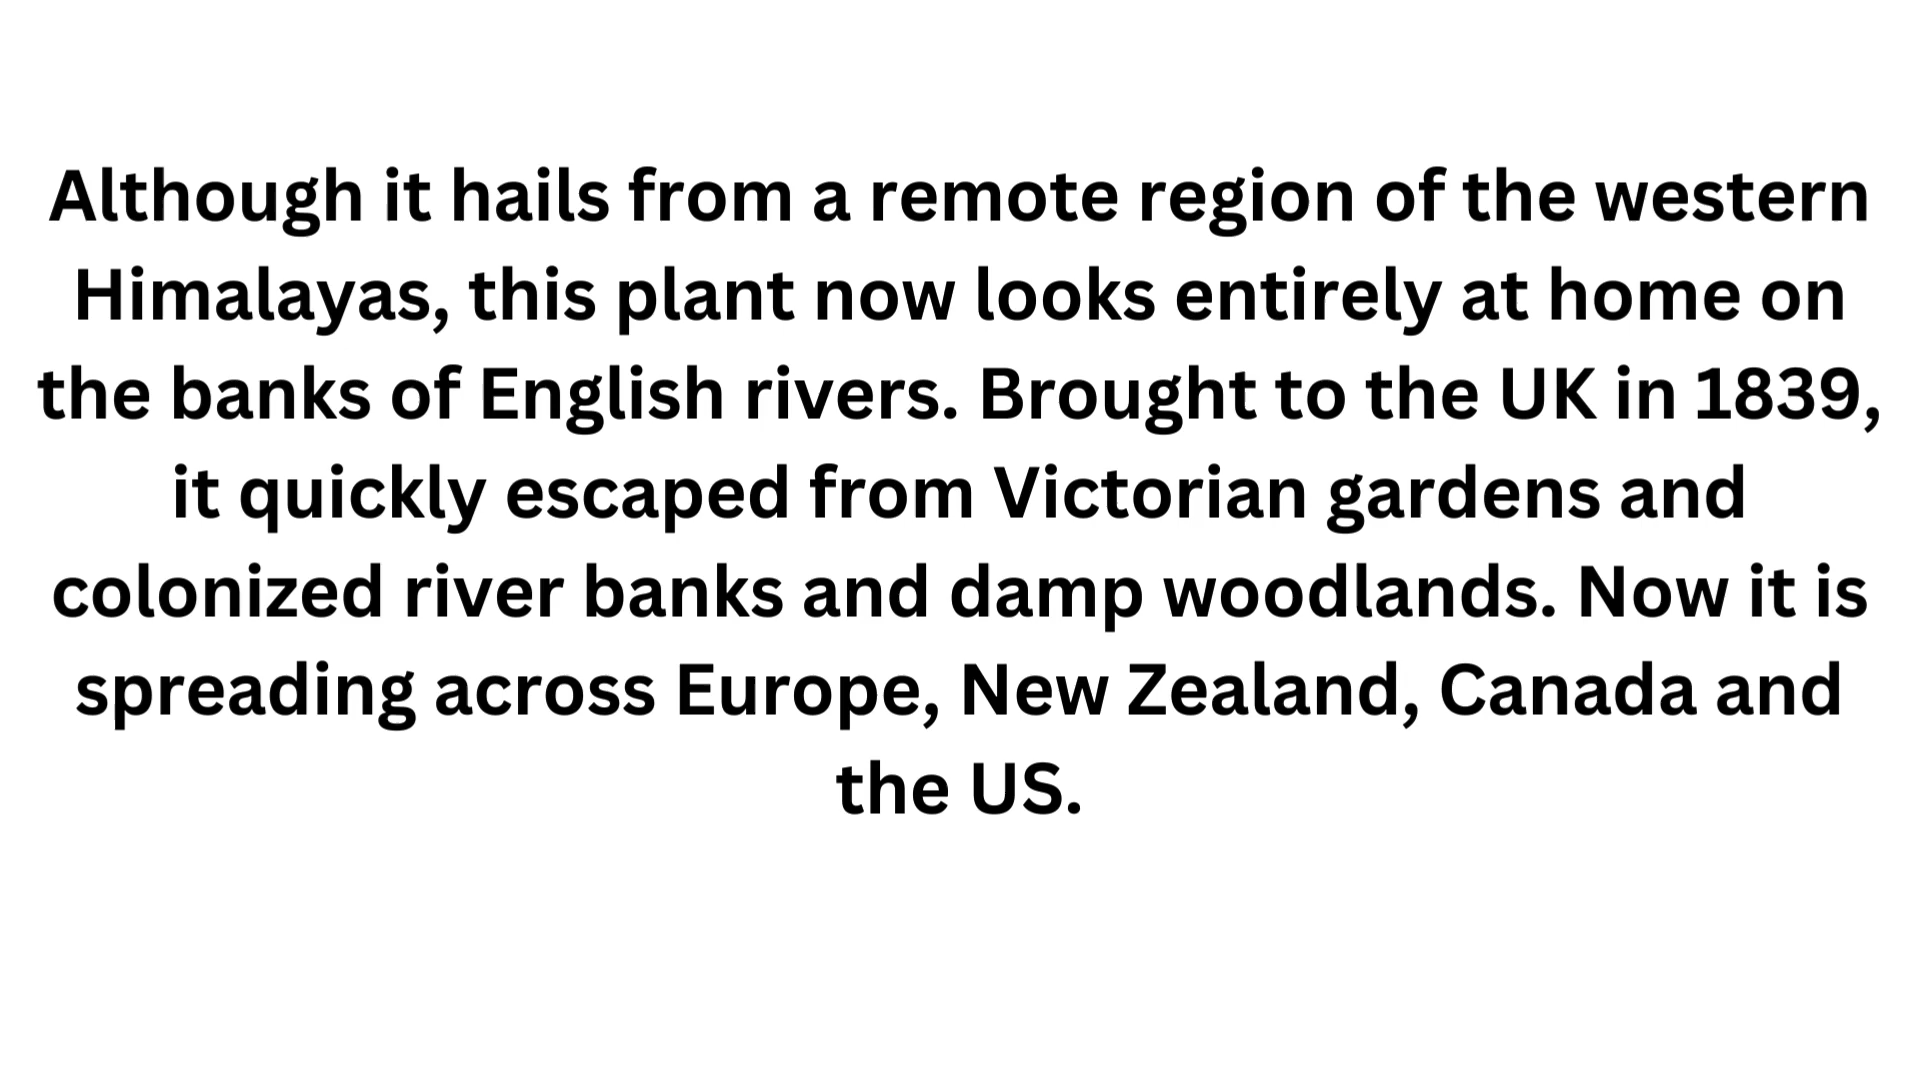 Although it hails from a remote region of the western
Himalayas, this plant now looks entirely at home on
the banks of English rivers. Brought to the UK in 1839,
it quickly escaped from Victorian gardens and
colonized river banks and damp woodlands. Now it is
spreading across Europe, New Zealand, Canada and
the US.